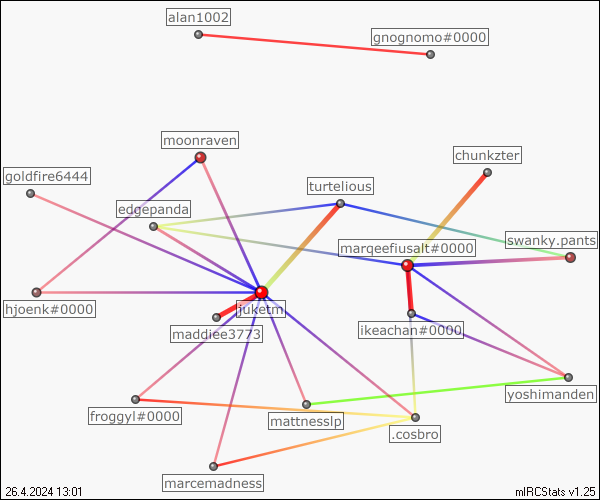 alan1002
gnognomo#0000
moonraven
chunkzter
goldfire6444
turtelious
edgepanda
marqeefiusalt#0000
swanky.pants
hjoenk#0000
juketm
ikeachan#0000
maddiee3773
yoshimanden
froggyl#0000
mattnesslp
.cosbro
marcemadness
26.4.2024 13:01
mIRCStats v1.25